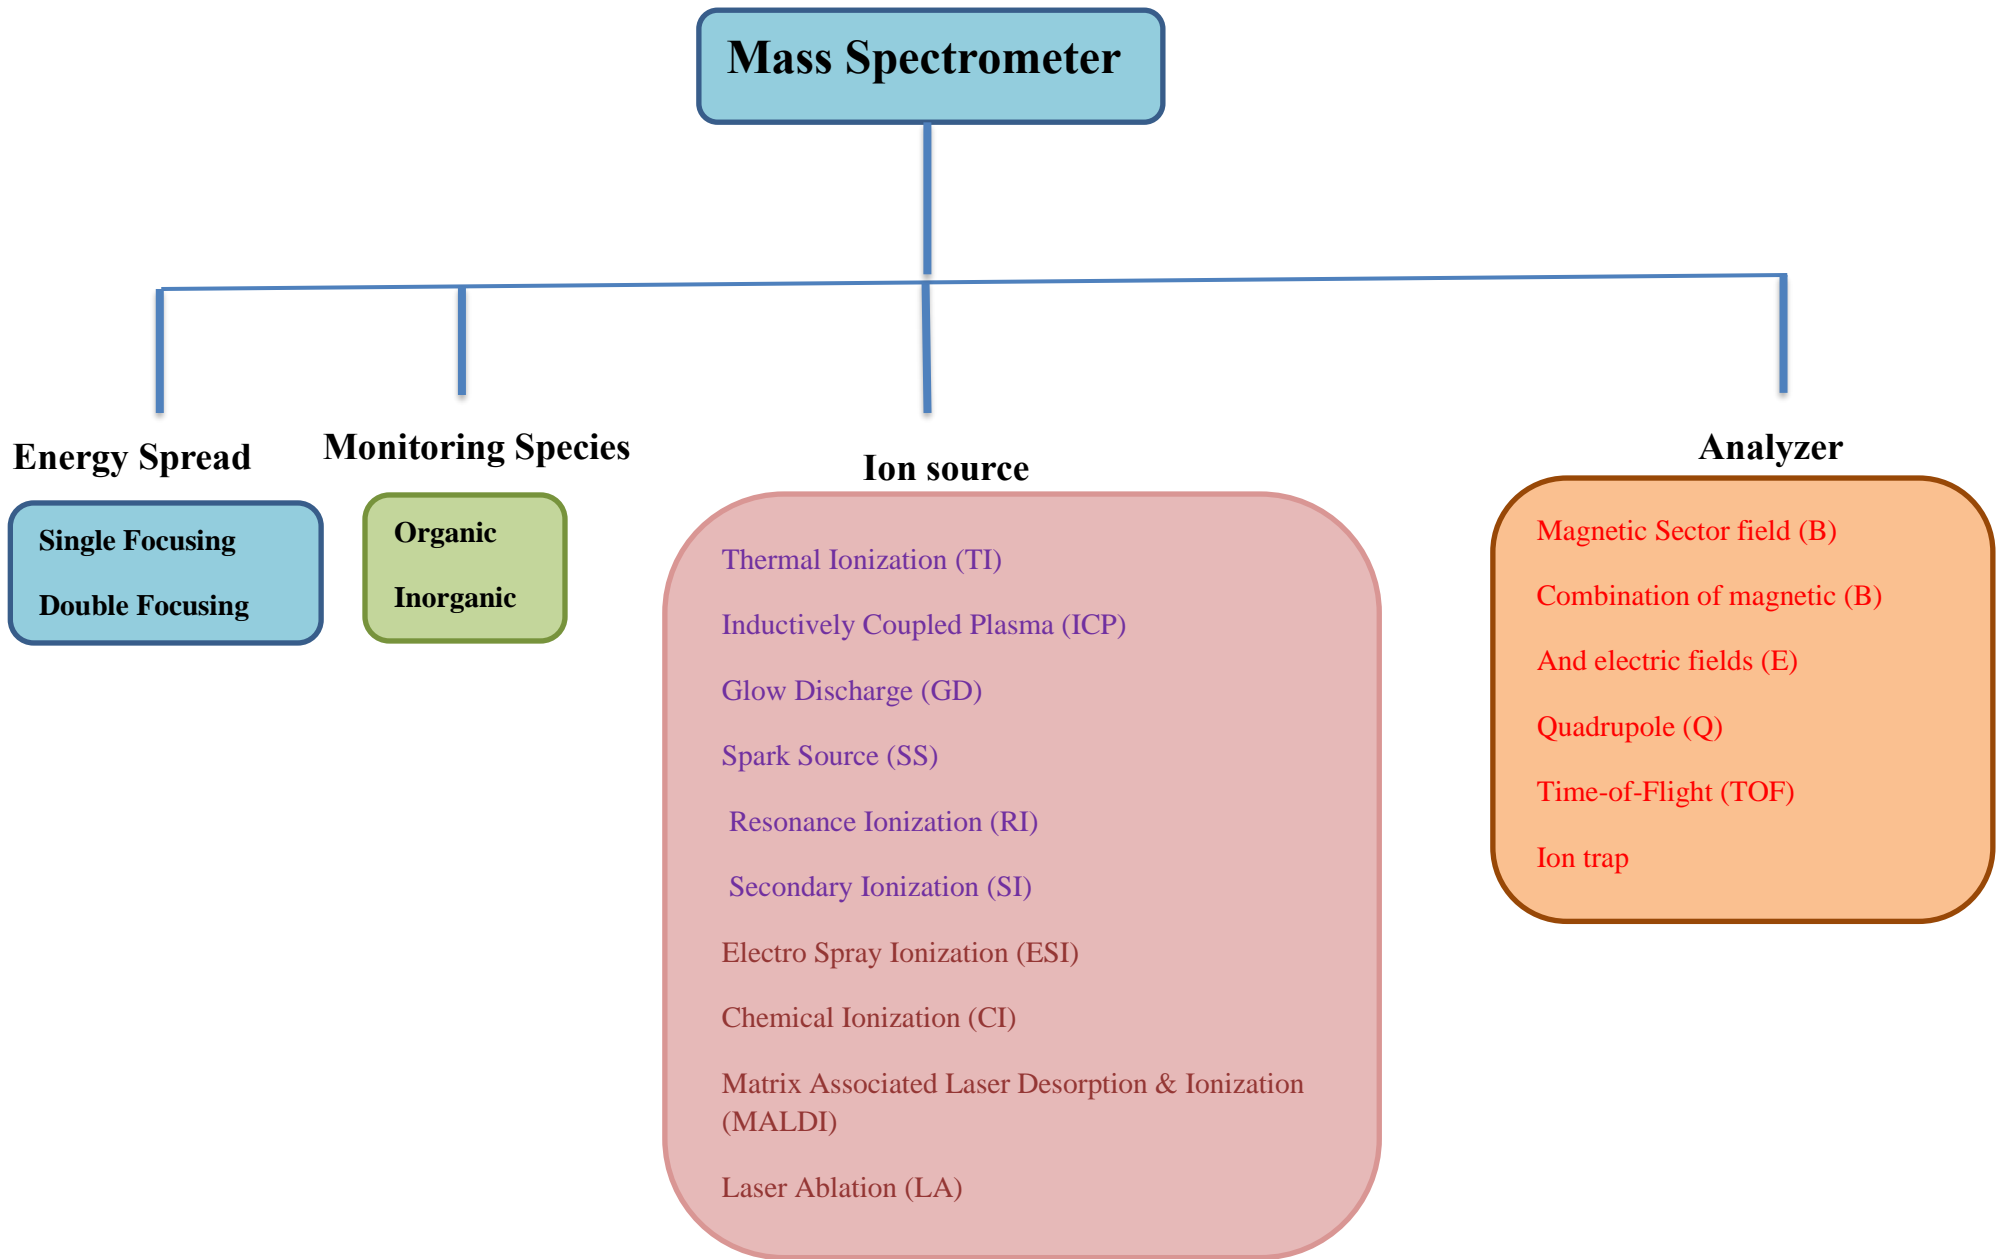 Mass Spectrometer
Energy Spread
Single Focusing
Double Focusing
Monitoring Species
Organic
Inorganic
Ion source
Thermal Ionization (TI)
Inductively Coupled Plasma (ICP)
Glow Discharge (GD)
Spark Source (SS)
Resonance Ionization (RI)
Secondary Ionization (SI)
Electro Spray Ionization (ESI)
Chemical Ionization (CI)
Matrix Associated Laser Desorption & Ionization
(MALDI)
Laser Ablation (LA)
Analyzer
Magnetic Sector field (B)
Combination of magnetic (B)
And electric fields (E)
Quadrupole (Q)
Time-of-Flight (TOF)
Ion trap